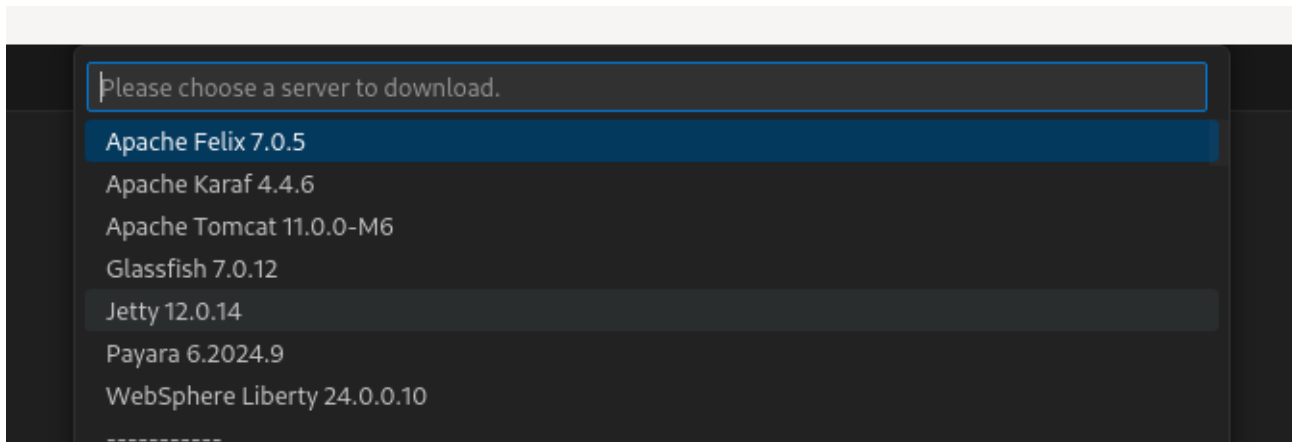 Please choose a server to download.
Apache Felix 7.0.5
Apache Karaf 4.4.6
Apache Tomcat 11.0.0-M6
Glassfish 7.0.12
Jetty 12.0.14
Payara 6.2024.9
WebSphere Liberty 24.0.0.10
-----------